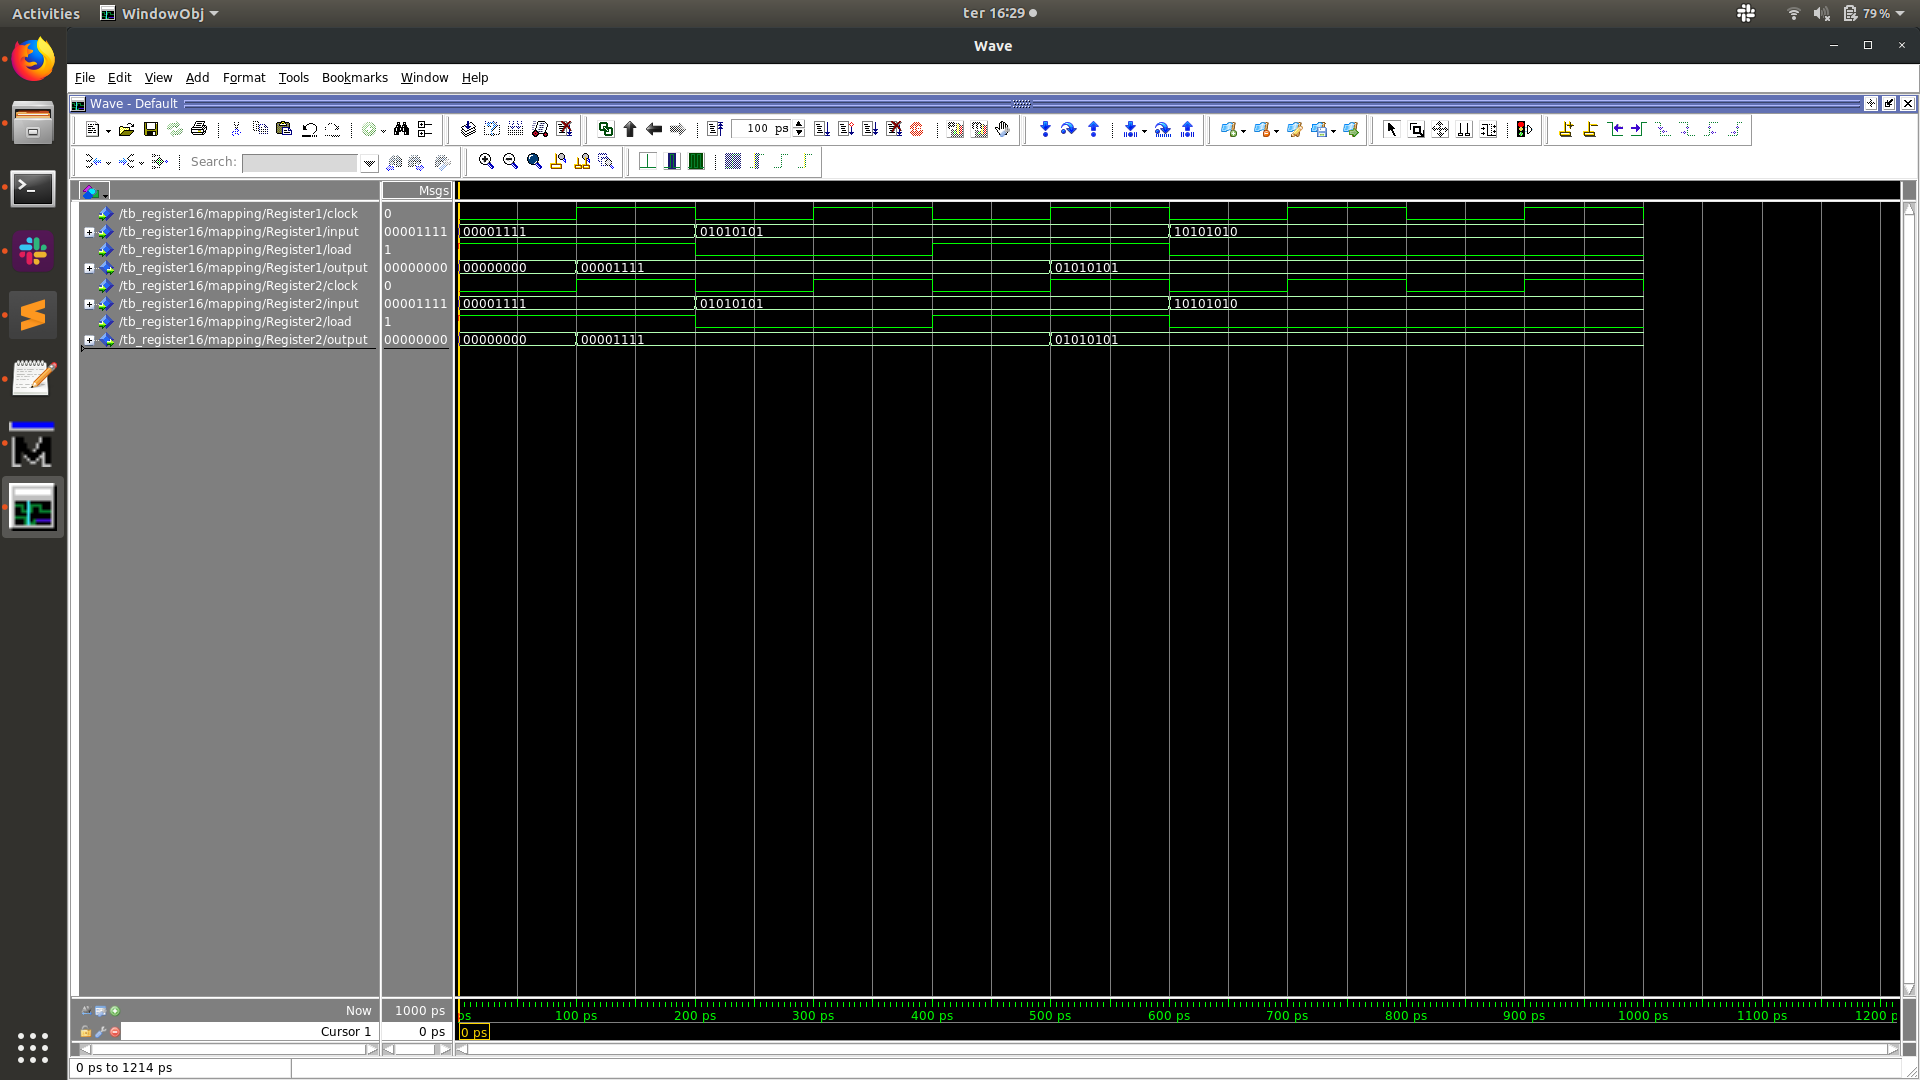 Activities WindowObj ter 16:29 79%
Wave
File Edit View Add Format Tools Bookmarks Window Help
Wave - Default
100 ps
Search:
Msgs
/tb_register16/mapping/Register1/clock 0
/tb_register16/mapping/Register1/input 00001111 00001111 01010101 10101010
/tb_register16/mapping/Register1/load 1
/tb_register16/mapping/Register1/output 00000000 00000000 00001111 01010101
/tb_register16/mapping/Register2/clock 0
/tb_register16/mapping/Register2/input 00001111 00001111 01010101 10101010
/tb_register16/mapping/Register2/load 1
/tb_register16/mapping/Register2/output 00000000 00000000 00001111 01010101
Now 1000 ps ps 100 ps 200 ps 300 ps 400 ps 500 ps 600 ps 700 ps 800 ps 900 ps 1000 ps 1100 ps 1200 p
Cursor 1 0 ps 0 ps
0 ps to 1214 ps